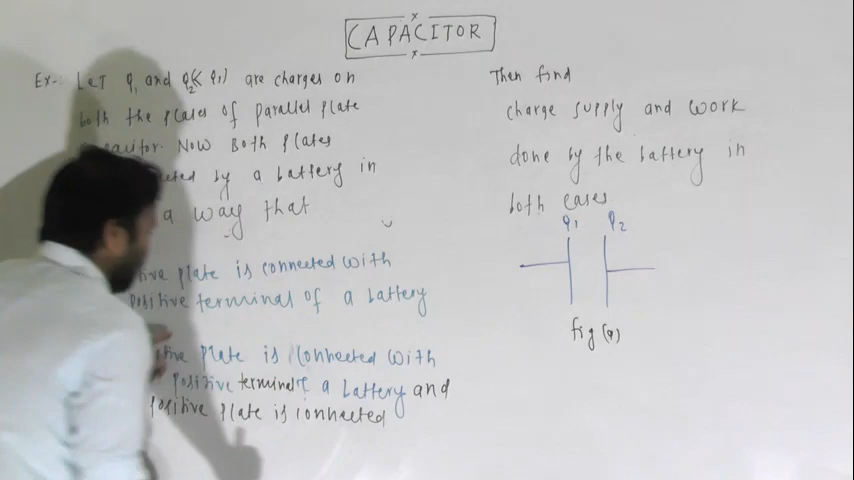 CAPACITOR
Ex-: Let q1 and q2(< q1) are charges on
both the plates of parallel plate
Now Both plates
by a battery in
a way that
plate is connected with
positive terminal of a battery
plate is connected with
positive terminal of a battery and
positive plate is connected
Then find
charge supply and work
done by the battery in
both cases
q1 q2
fig (a)